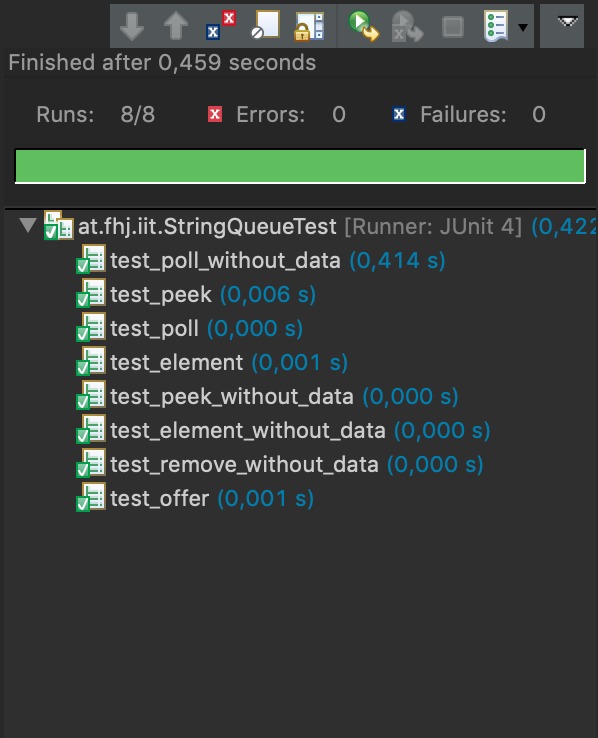 Finished after 0,459 seconds
Runs: 8/8 Errors: 0 Failures: 0
at.fhj.iit.StringQueueTest [Runner: JUnit 4] (0,422
test_poll_without_data (0,414 s)
test_peek (0,006 s)
test_poll (0,000 s)
test_element (0,001 s)
test_peek_without_data (0,000 s)
test_element_without_data (0,000 s)
test_remove_without_data (0,000 s)
test_offer (0,001 s)